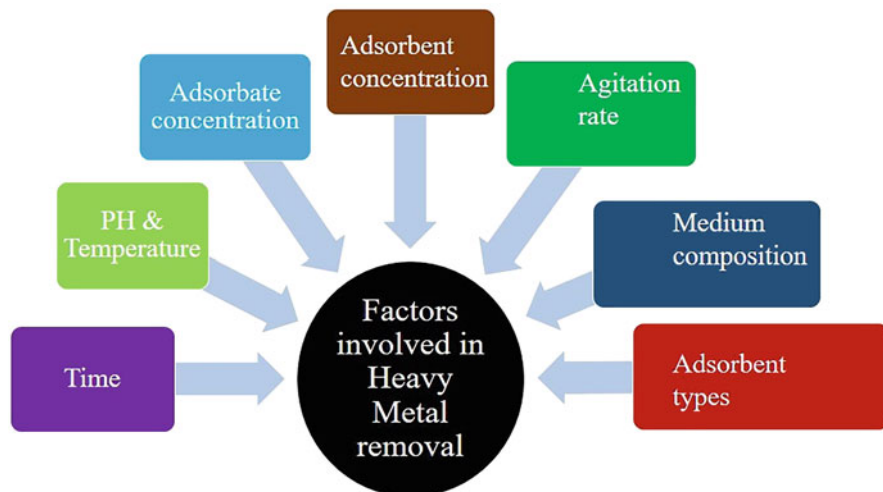 Adsorbent
concentration
Adsorbate
concentration
Agitation
rate
PH &
Temperature
Medium
composition
Time
Factors
involved in
Heavy
Metal
removal
Adsorbent
types